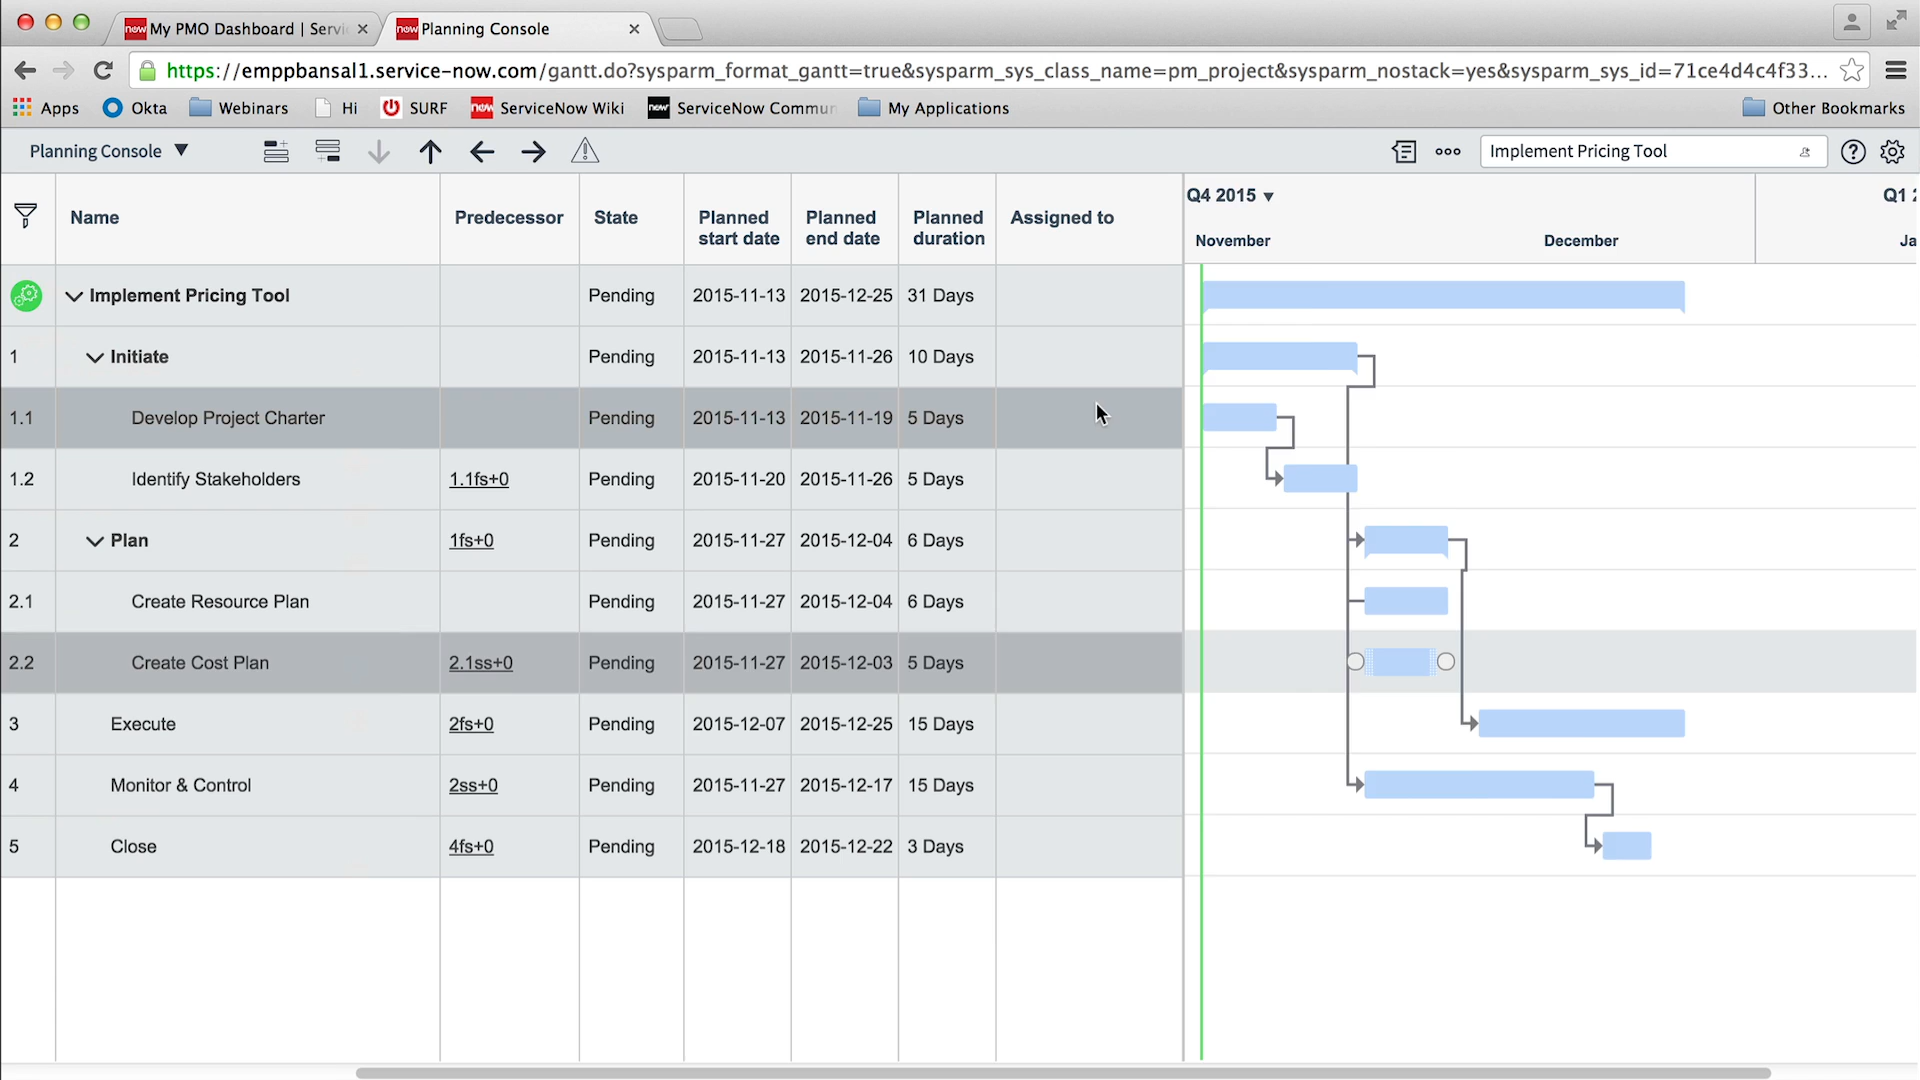 now My PMO Dashboard | Servi
now Planning Console
https://emppbansal1.service-now.com/gantt.do?sysparm_format_gantt=true&sysparm_sys_class_name=pm_project&sysparm_nostack=yes&sysparm_sys_id=71ce4d4c4f33...
Apps Okta Webinars Hi SURF now ServiceNow Wiki now ServiceNow Commun My Applications Other Bookmarks
Planning Console Implement Pricing Tool
Name Predecessor State Planned start date Planned end date Planned duration Assigned to
Q4 2015 Q1 2
November December Ja
Implement Pricing Tool Pending 2015-11-13 2015-12-25 31 Days
1 Initiate Pending 2015-11-13 2015-11-26 10 Days
1.1 Develop Project Charter Pending 2015-11-13 2015-11-19 5 Days
1.2 Identify Stakeholders 1.1fs+0 Pending 2015-11-20 2015-11-26 5 Days
2 Plan 1fs+0 Pending 2015-11-27 2015-12-04 6 Days
2.1 Create Resource Plan Pending 2015-11-27 2015-12-04 6 Days
2.2 Create Cost Plan 2.1ss+0 Pending 2015-11-27 2015-12-03 5 Days
3 Execute 2fs+0 Pending 2015-12-07 2015-12-25 15 Days
4 Monitor & Control 2ss+0 Pending 2015-11-27 2015-12-17 15 Days
5 Close 4fs+0 Pending 2015-12-18 2015-12-22 3 Days